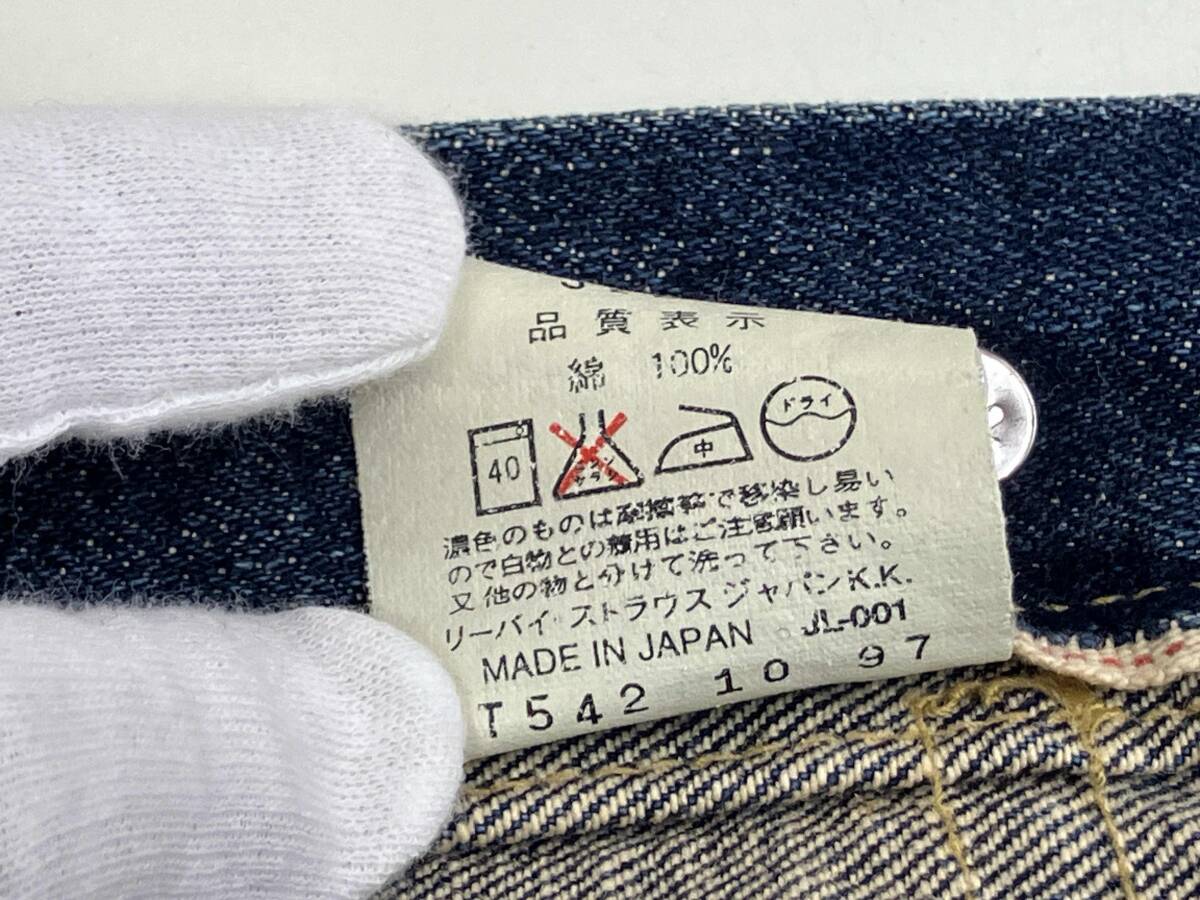 品質表示
綿 100%
40
中
ドライ
濃色のものは耐摩擦で移染し易い
ので白物との着用はご注意願います。
又他の物と分けて洗って下さい。
リーバイ・ストラウス ジャパンK.K.
MADE IN JAPAN JL-001
T542 10 97